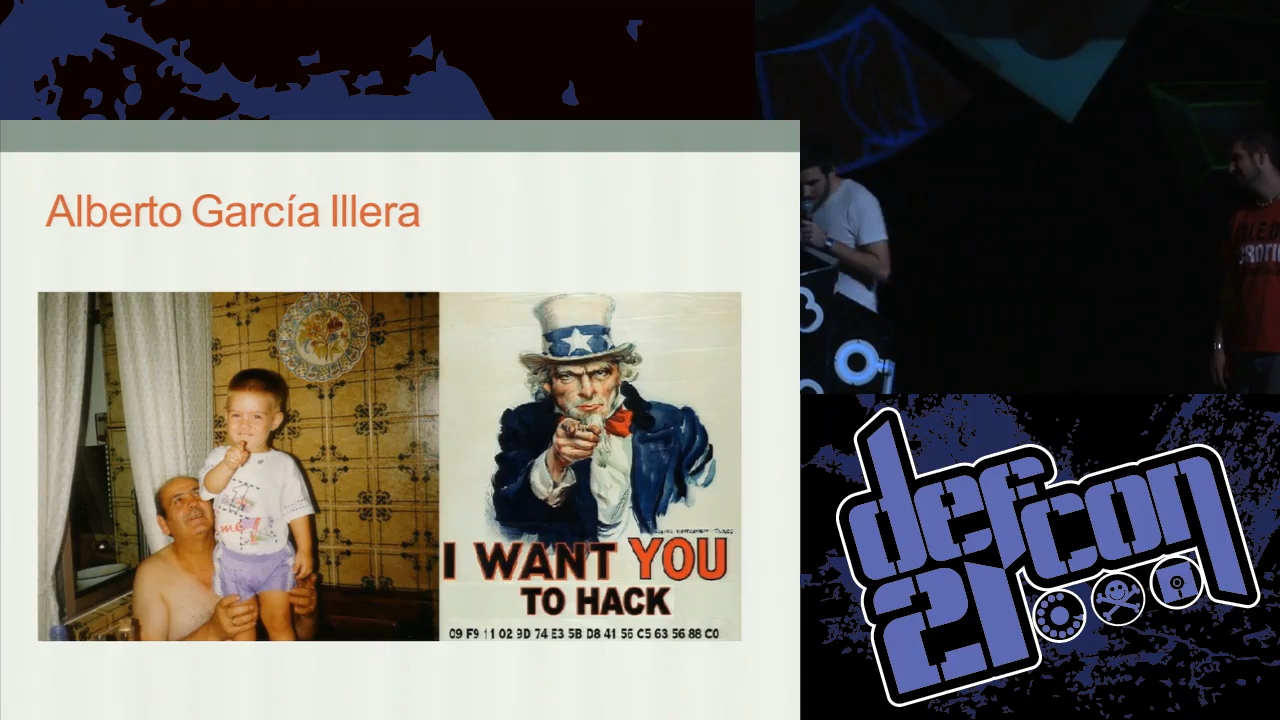 Alberto García Illera
I WANT YOU
TO HACK
09 F9 11 02 9D 74 E3 5B D8 41 56 C5 63 56 88 C0
defcon
21